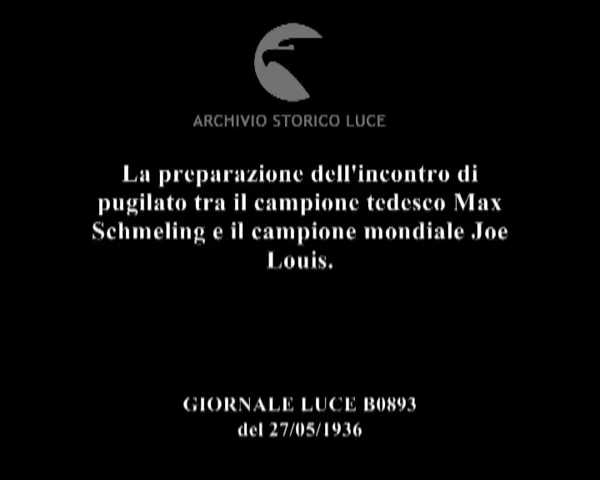 ARCHIVIO STORICO LUCE
La preparazione dell'incontro di
pugilato tra il campione tedesco Max
Schmeling e il campione mondiale Joe
Louis.
GIORNALE LUCE B0893
del 27/05/1936